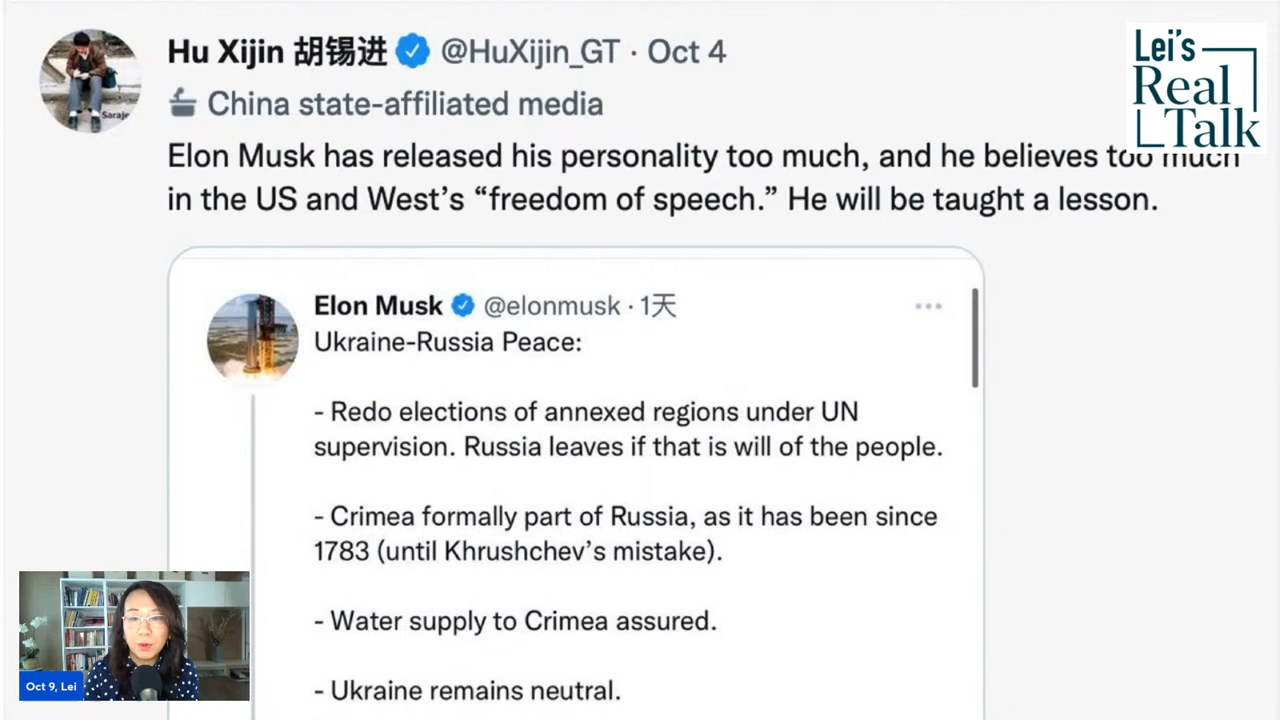 Hu Xijin 胡锡进 @HuXijin_GT · Oct 4
China state-affiliated media
Elon Musk has released his personality too much, and he believes too much
in the US and West's “freedom of speech.” He will be taught a lesson.
Lei's
Real
Talk
Saraje
Elon Musk @elonmusk · 1天
Ukraine-Russia Peace:
- Redo elections of annexed regions under UN
supervision. Russia leaves if that is will of the people.
- Crimea formally part of Russia, as it has been since
1783 (until Khrushchev’s mistake).
- Water supply to Crimea assured.
- Ukraine remains neutral.
Oct 9, Lei